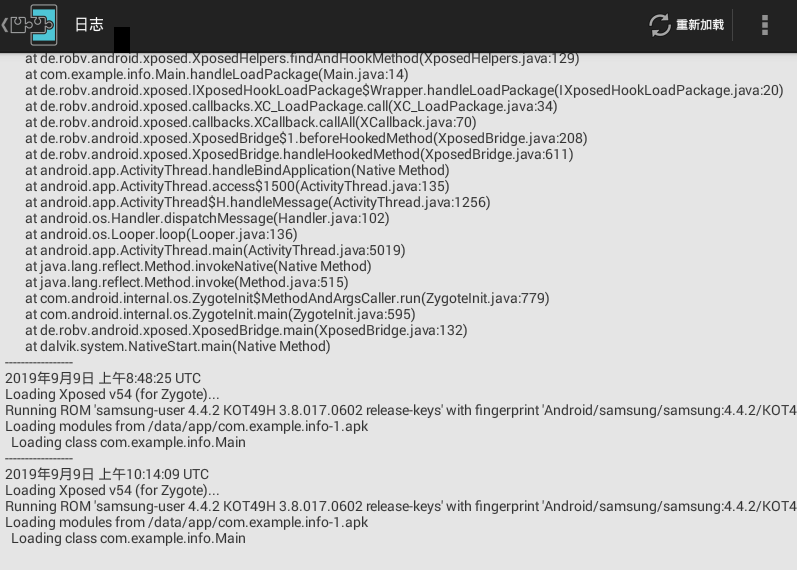 日志
重新加载
at de.robv.android.xposed.XposedHelpers.findAndHookMethod(XposedHelpers.java:129)
at com.example.info.Main.handleLoadPackage(Main.java:14)
at de.robv.android.xposed.IXposedHookLoadPackage$Wrapper.handleLoadPackage(IXposedHookLoadPackage.java:20)
at de.robv.android.xposed.callbacks.XC_LoadPackage.call(XC_LoadPackage.java:34)
at de.robv.android.xposed.callbacks.XCallback.callAll(XCallback.java:70)
at de.robv.android.xposed.XposedBridge$1.beforeHookedMethod(XposedBridge.java:208)
at de.robv.android.xposed.XposedBridge.handleHookedMethod(XposedBridge.java:611)
at android.app.ActivityThread.handleBindApplication(Native Method)
at android.app.ActivityThread.access$1500(ActivityThread.java:135)
at android.app.ActivityThread$H.handleMessage(ActivityThread.java:1256)
at android.os.Handler.dispatchMessage(Handler.java:102)
at android.os.Looper.loop(Looper.java:136)
at android.app.ActivityThread.main(ActivityThread.java:5019)
at java.lang.reflect.Method.invokeNative(Native Method)
at java.lang.reflect.Method.invoke(Method.java:515)
at com.android.internal.os.ZygoteInit$MethodAndArgsCaller.run(ZygoteInit.java:779)
at com.android.internal.os.ZygoteInit.main(ZygoteInit.java:595)
at de.robv.android.xposed.XposedBridge.main(XposedBridge.java:132)
at dalvik.system.NativeStart.main(Native Method)
-----------------
2019年9月9日 上午8:48:25 UTC
Loading Xposed v54 (for Zygote)...
Running ROM 'samsung-user 4.4.2 KOT49H 3.8.017.0602 release-keys' with fingerprint 'Android/samsung/samsung:4.4.2/KOT4
Loading modules from /data/app/com.example.info-1.apk
Loading class com.example.info.Main
-----------------
2019年9月9日 上午10:14:09 UTC
Loading Xposed v54 (for Zygote)...
Running ROM 'samsung-user 4.4.2 KOT49H 3.8.017.0602 release-keys' with fingerprint 'Android/samsung/samsung:4.4.2/KOT4
Loading modules from /data/app/com.example.info-1.apk
Loading class com.example.info.Main